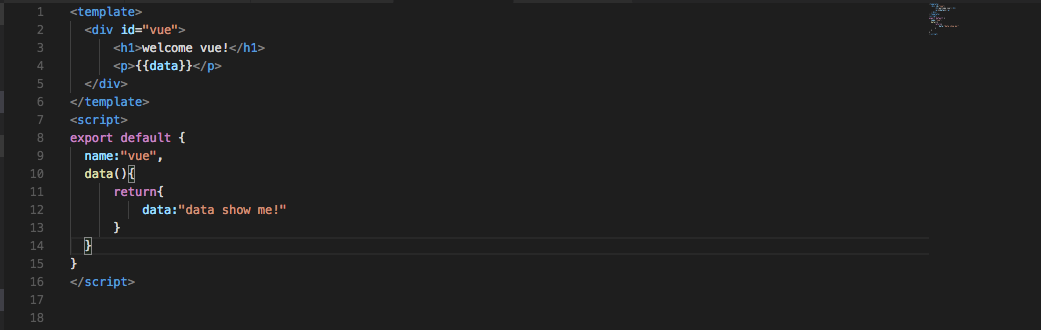 1 <template>
2   <div id="vue">
3       <h1>welcome vue!</h1>
4       <p>{{data}}</p>
5   </div>
6 </template>
7 <script>
8 export default {
9   name:"vue",
10   data(){
11       return{
12           data:"data show me!"
13       }
14   }
15 }
16 </script>
17
18